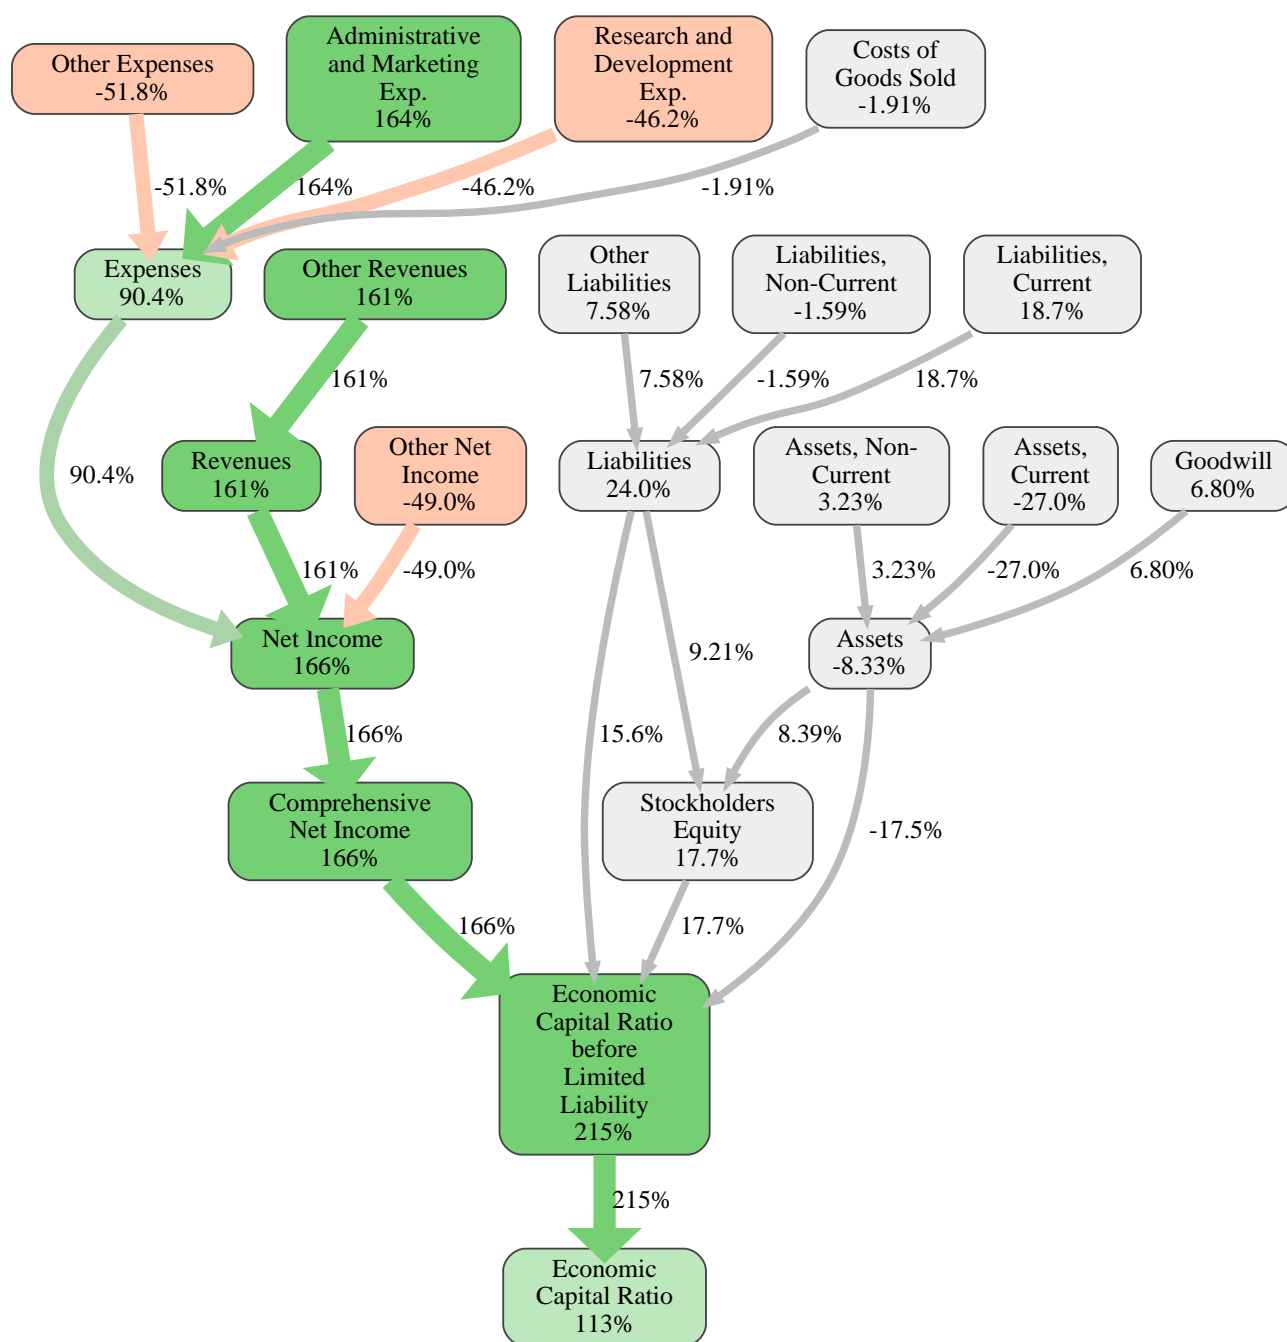 Other Expenses
-51.8%
Administrative
and Marketing
Exp.
164%
Research and
Development
Exp.
-46.2%
Costs of
Goods Sold
-1.91%
-51.8%
164%
-46.2%
-1.91%
Expenses
90.4%
Other Revenues
161%
Other
Liabilities
7.58%
Liabilities,
Non-Current
-1.59%
Liabilities,
Current
18.7%
161%
7.58%
-1.59%
18.7%
90.4%
Revenues
161%
Other Net
Income
-49.0%
Liabilities
24.0%
Assets, Non-
Current
3.23%
Assets,
Current
-27.0%
Goodwill
6.80%
161%
-49.0%
3.23%
-27.0%
6.80%
Net Income
166%
9.21%
Assets
-8.33%
166%
15.6%
8.39%
Comprehensive
Net Income
166%
Stockholders
Equity
17.7%
-17.5%
166%
17.7%
Economic
Capital Ratio
before
Limited
Liability
215%
215%
Economic
Capital Ratio
113%